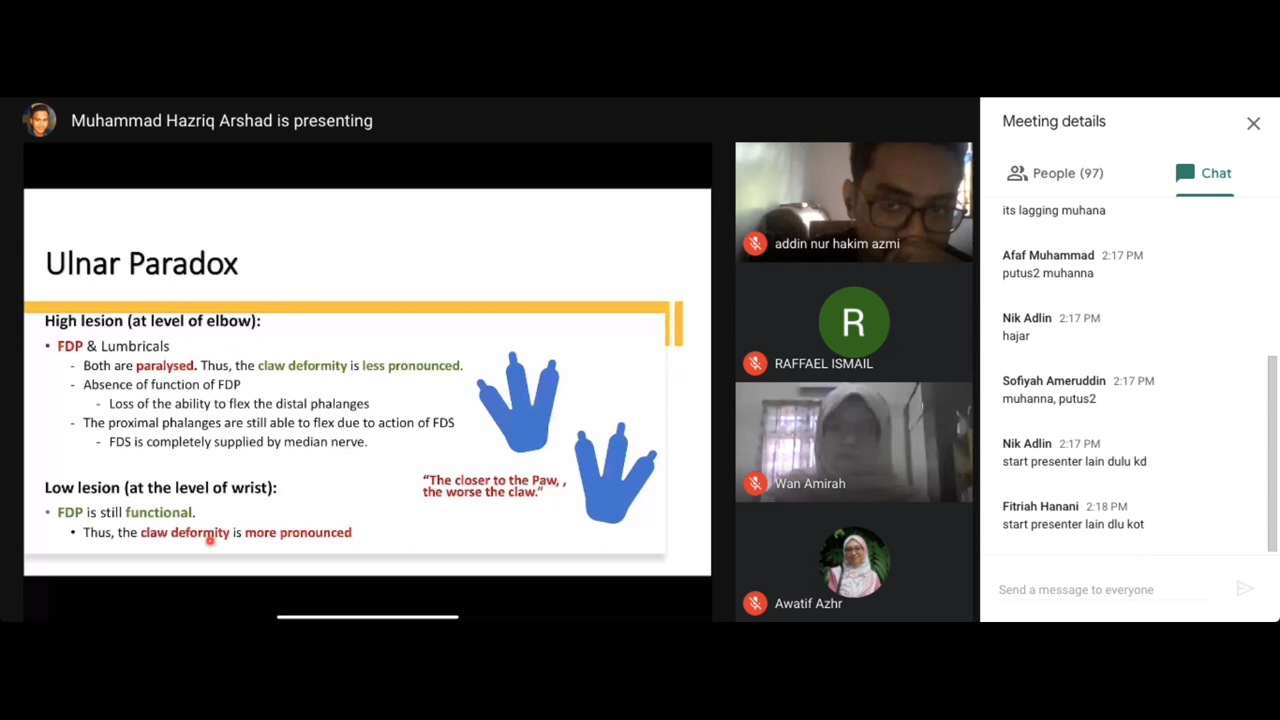 Muhammad Hazriq Arshad is presenting
Ulnar Paradox
High lesion (at level of elbow):
• FDP & Lumbricals
- Both are paralysed. Thus, the claw deformity is less pronounced.
- Absence of function of FDP
- Loss of the ability to flex the distal phalanges
- The proximal phalanges are still able to flex due to action of FDS
- FDS is completely supplied by median nerve.
Low lesion (at the level of wrist):
• FDP is still functional.
• Thus, the claw deformity is more pronounced
“The closer to the Paw, ,
the worse the claw.”
addin nur hakim azmi
R
RAFFAEL ISMAIL
Wan Amirah
Awatif Azhr
Meeting details
People (97)
Chat
its lagging muhana
Afaf Muhammad 2:17 PM
putus2 muhanna
Nik Adlin 2:17 PM
hajar
Sofiyah Ameruddin 2:17 PM
muhanna, putus2
Nik Adlin 2:17 PM
start presenter lain dulu kd
Fitriah Hanani 2:18 PM
start presenter lain dlu kot
Send a message to everyone